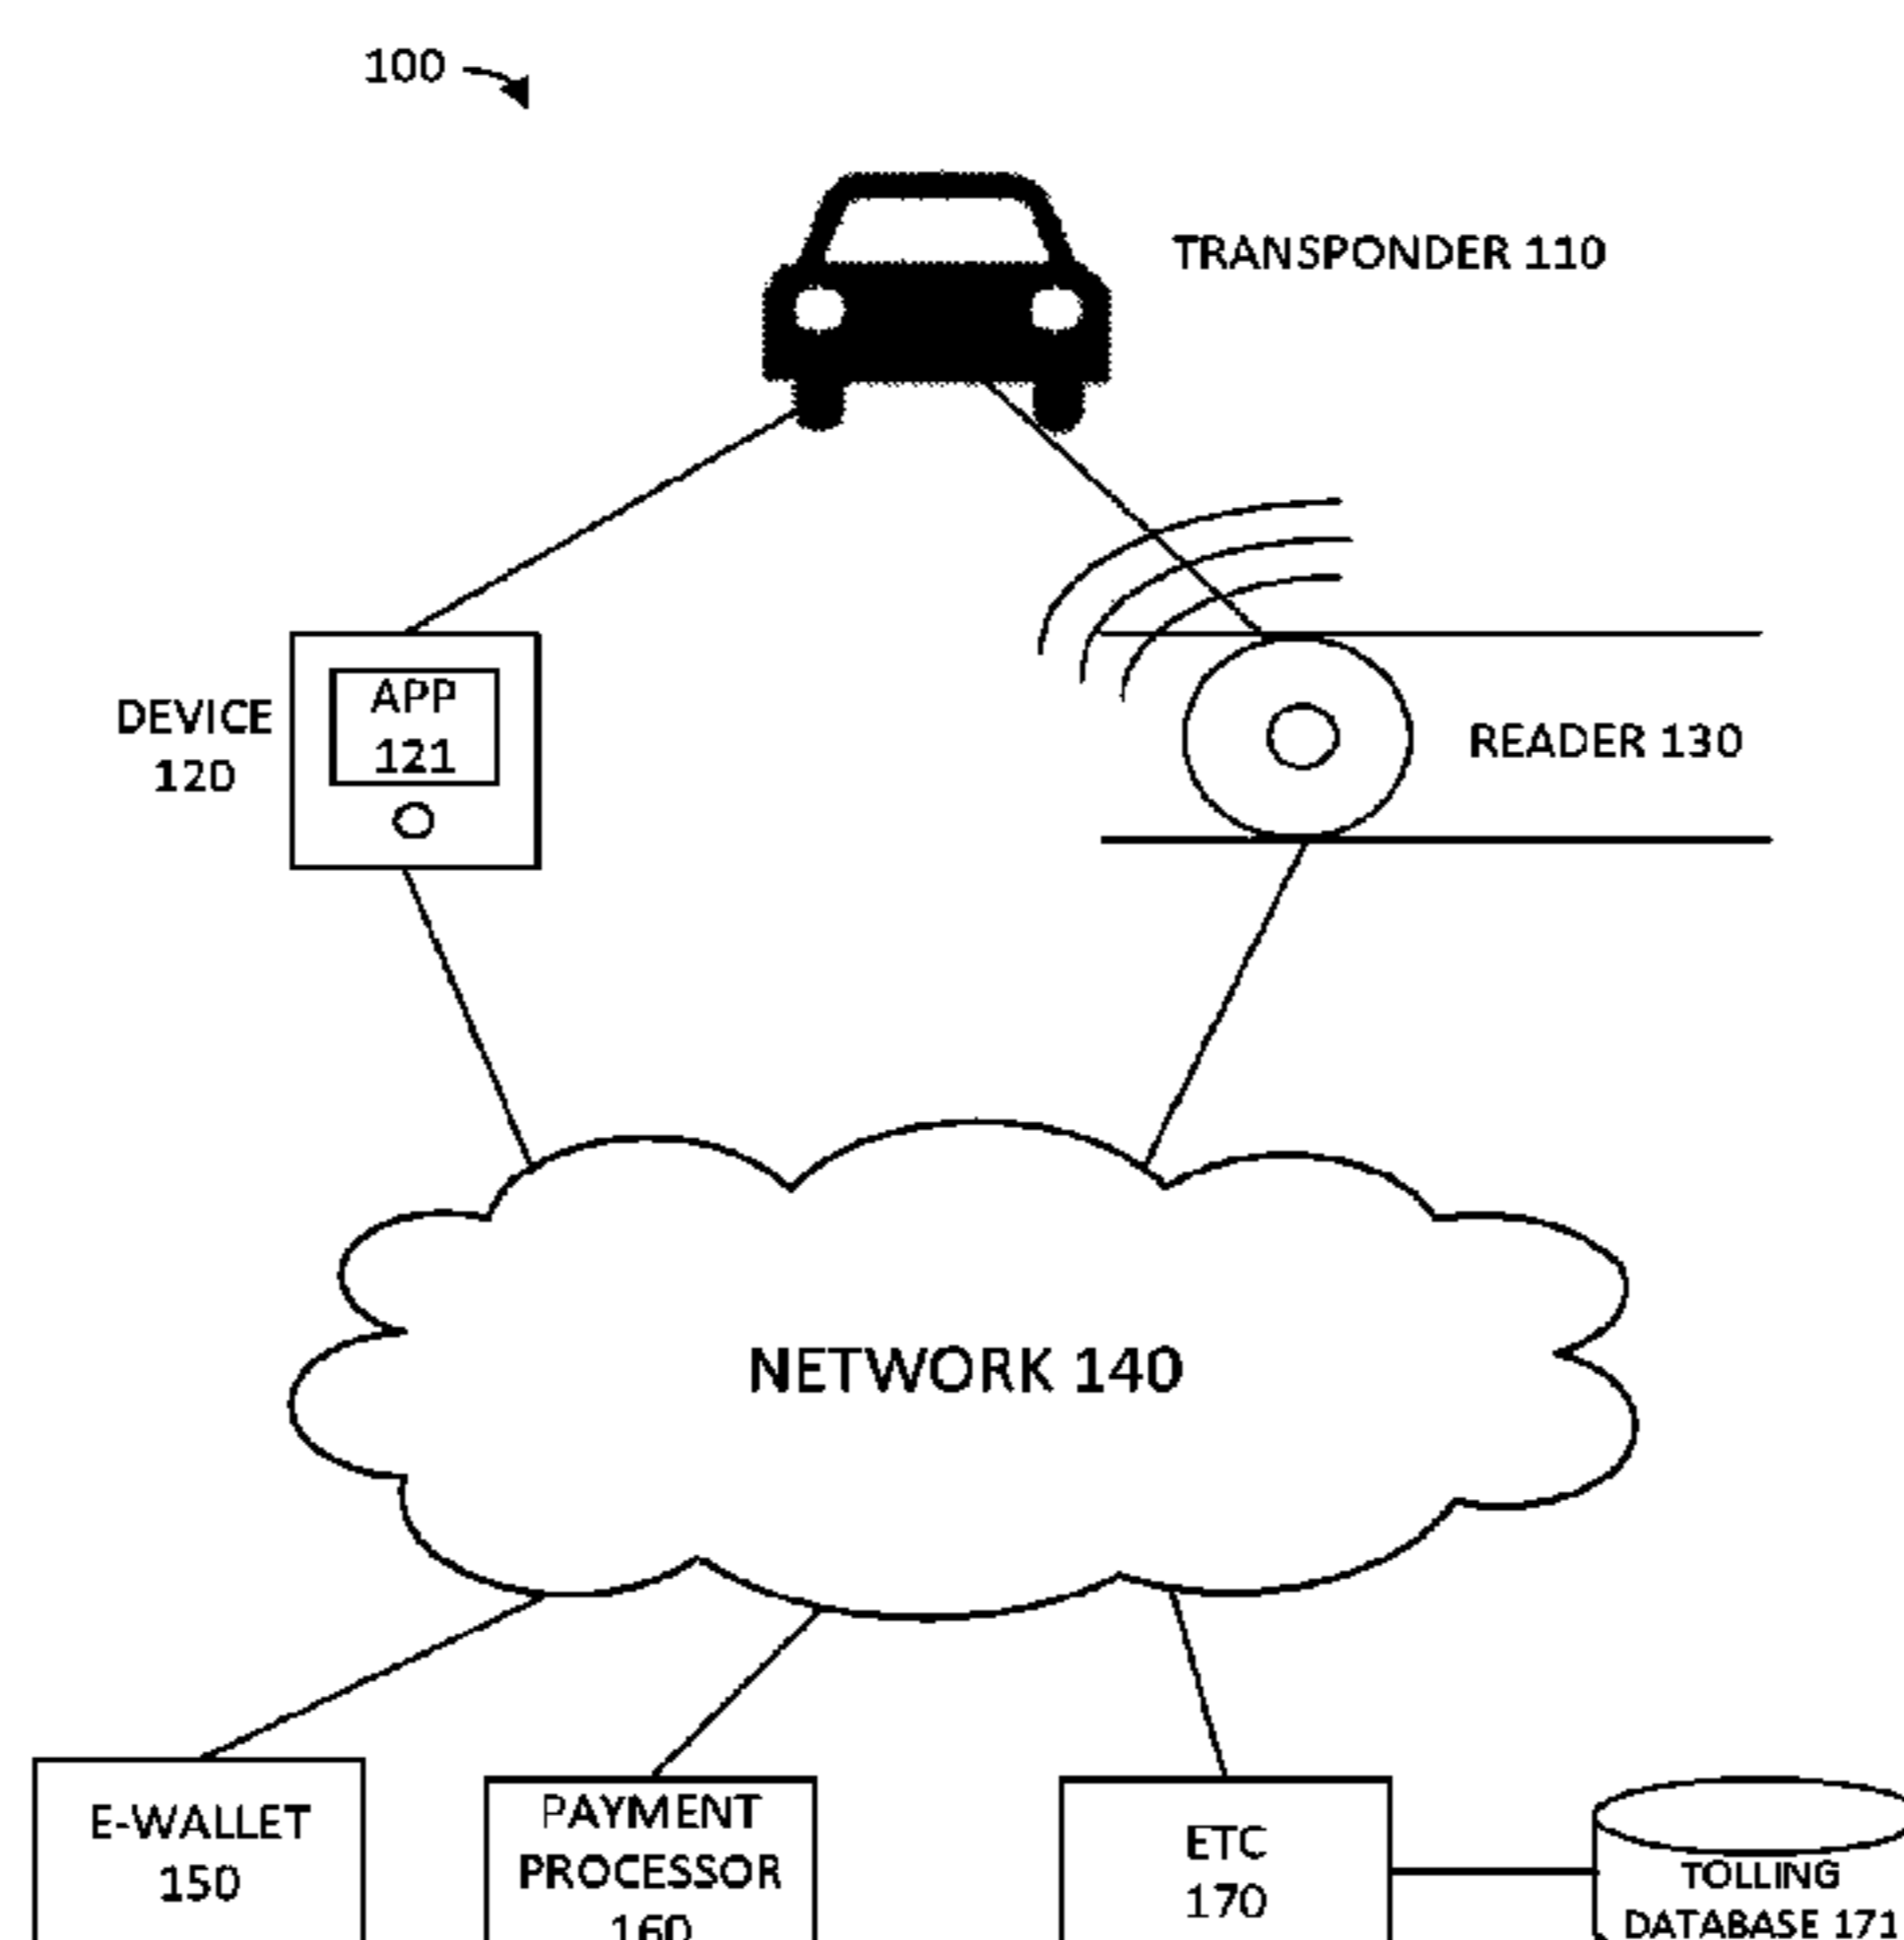 100
TRANSPONDER 110
DEVICE
120
APP
121
READER 130
NETWORK 140
E-WALLET
150
PAYMENT
PROCESSOR
160
ETC
170
TOLLING
DATABASE 171